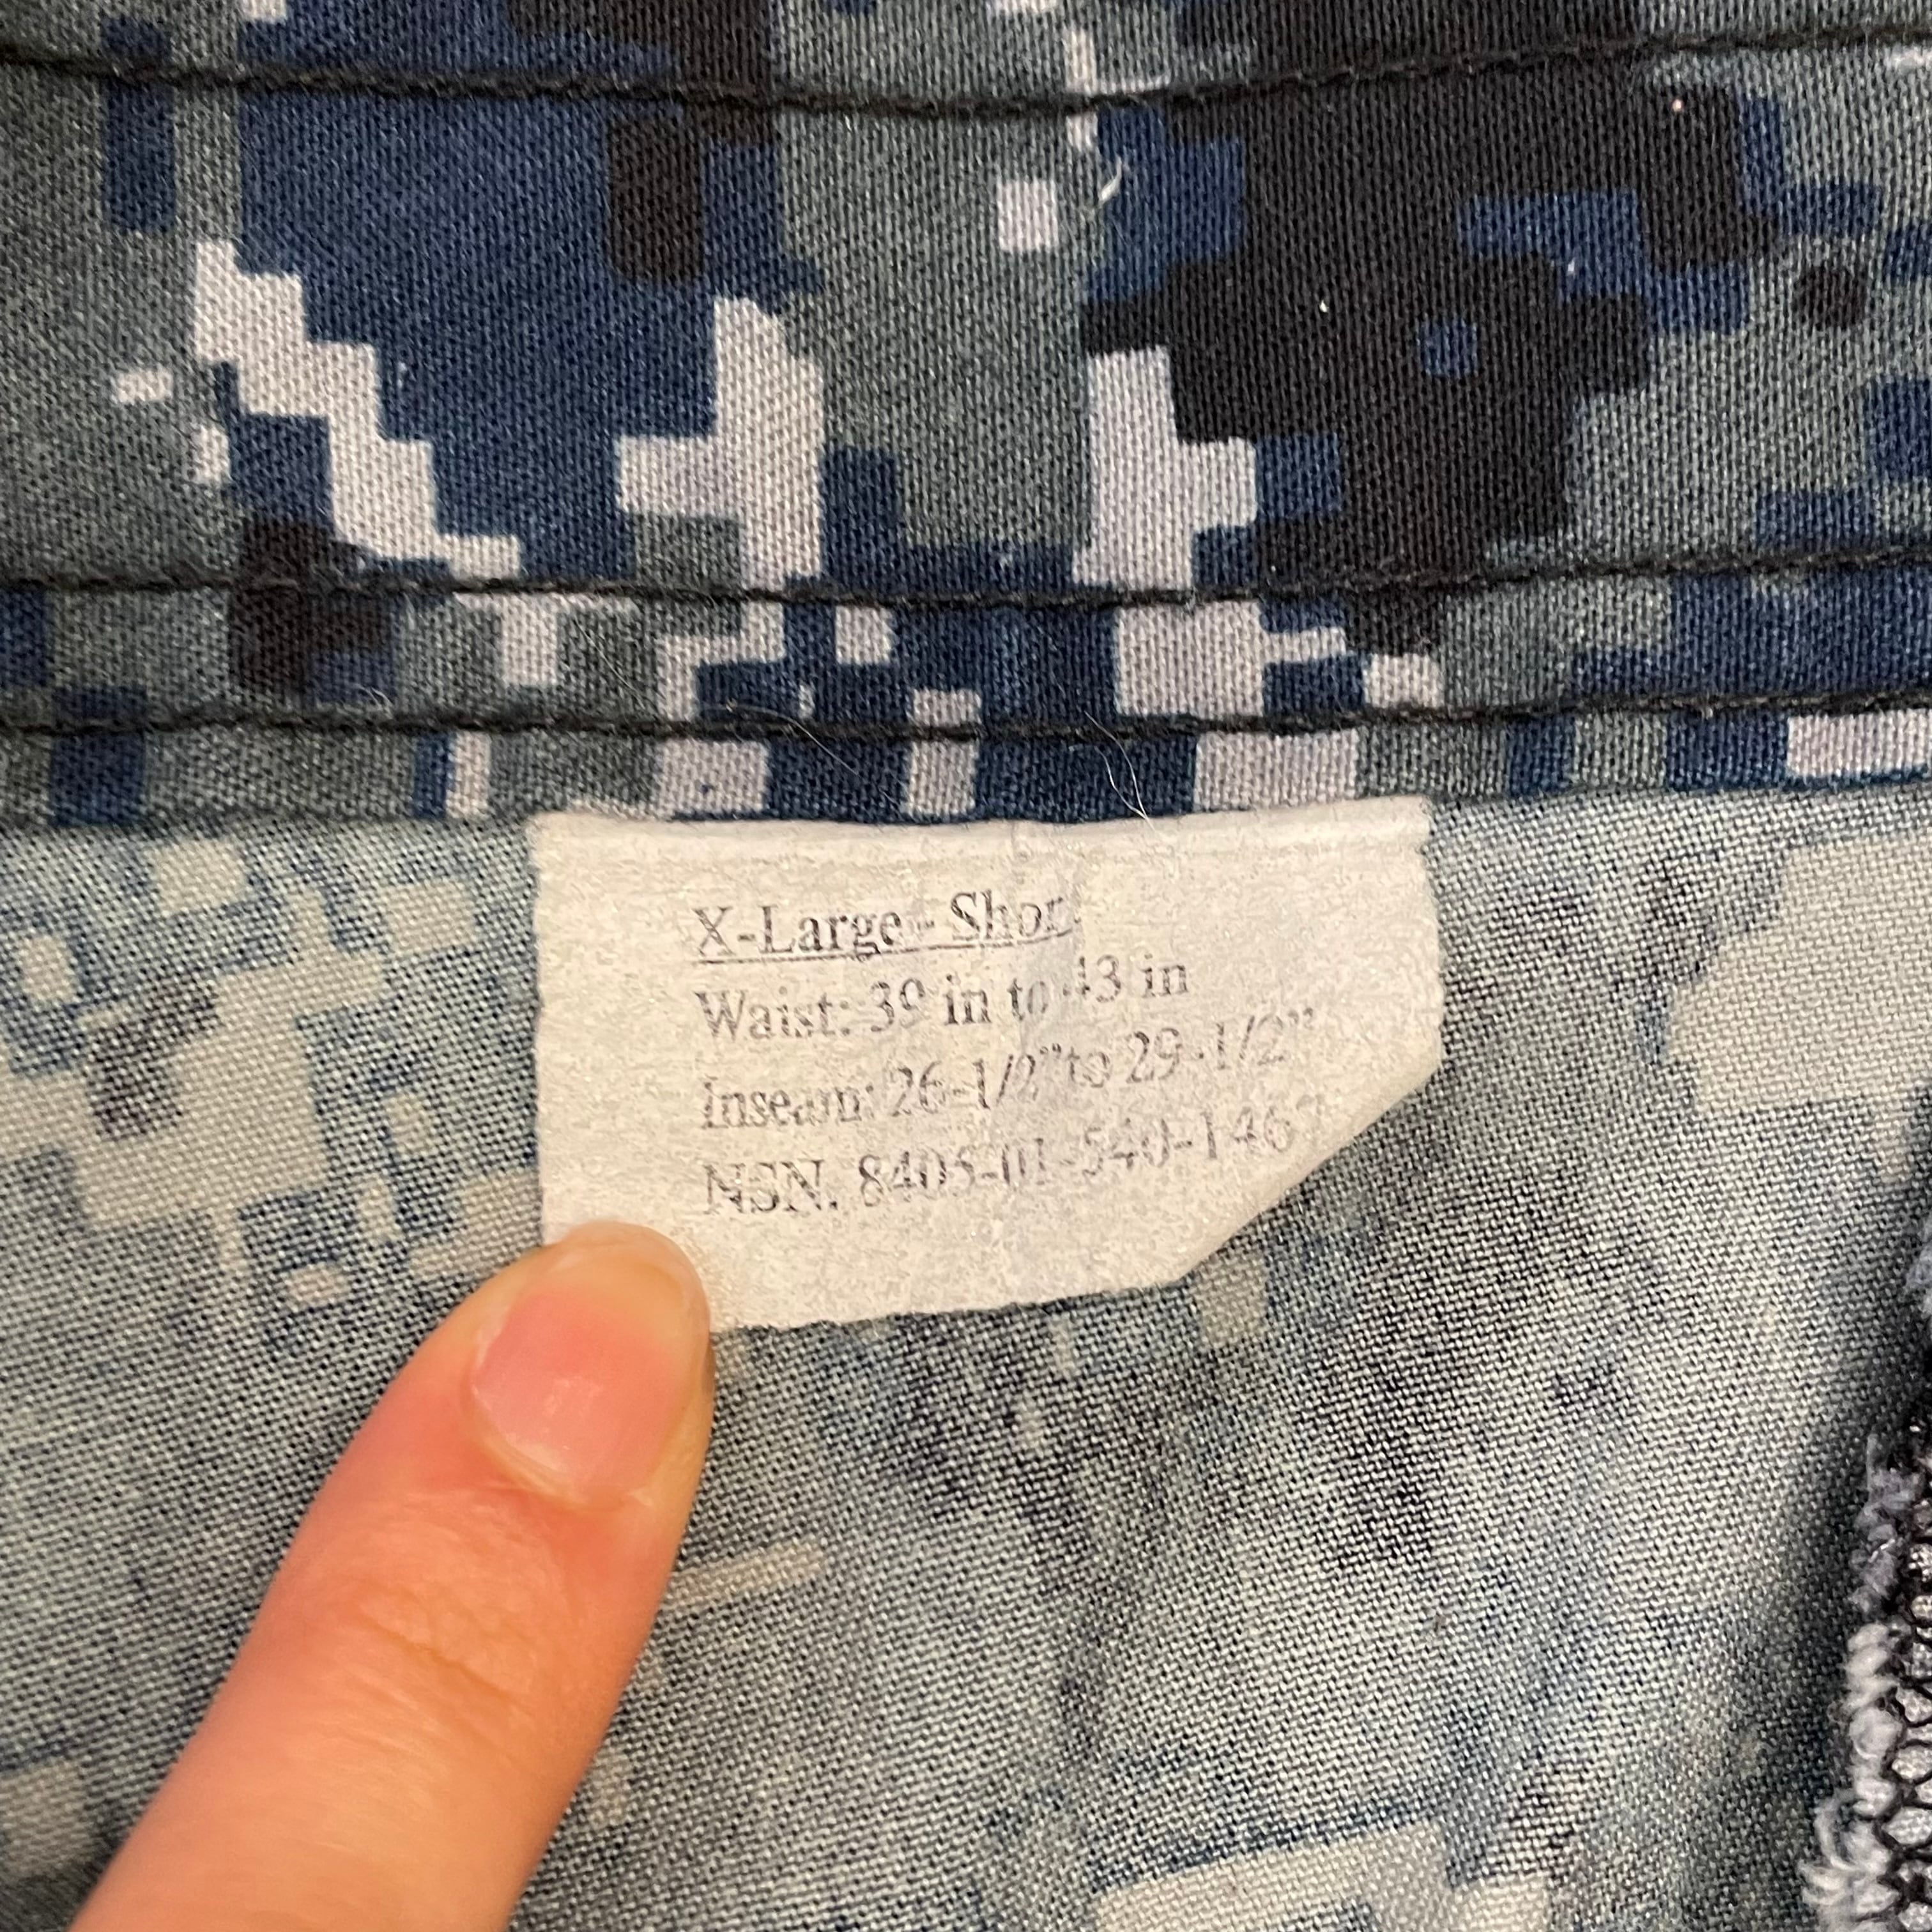 X-Large - Short
Waist: 39 in to 43 in
Inseam: 26-1/2” to 29-1/2”
NSN. 8405-01-540-1467